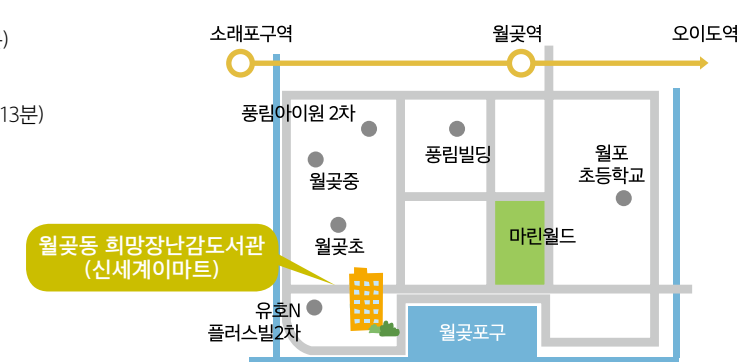 소래포구역
월곶역
오이도역
13분)
풍림아이원 2차
풍림빌딩
월포
초등학교
월곶중
월곶초
마린월드
월곶동 희망장난감도서관
(신세계이마트)
유호N
플러스빌2차
월곶포구